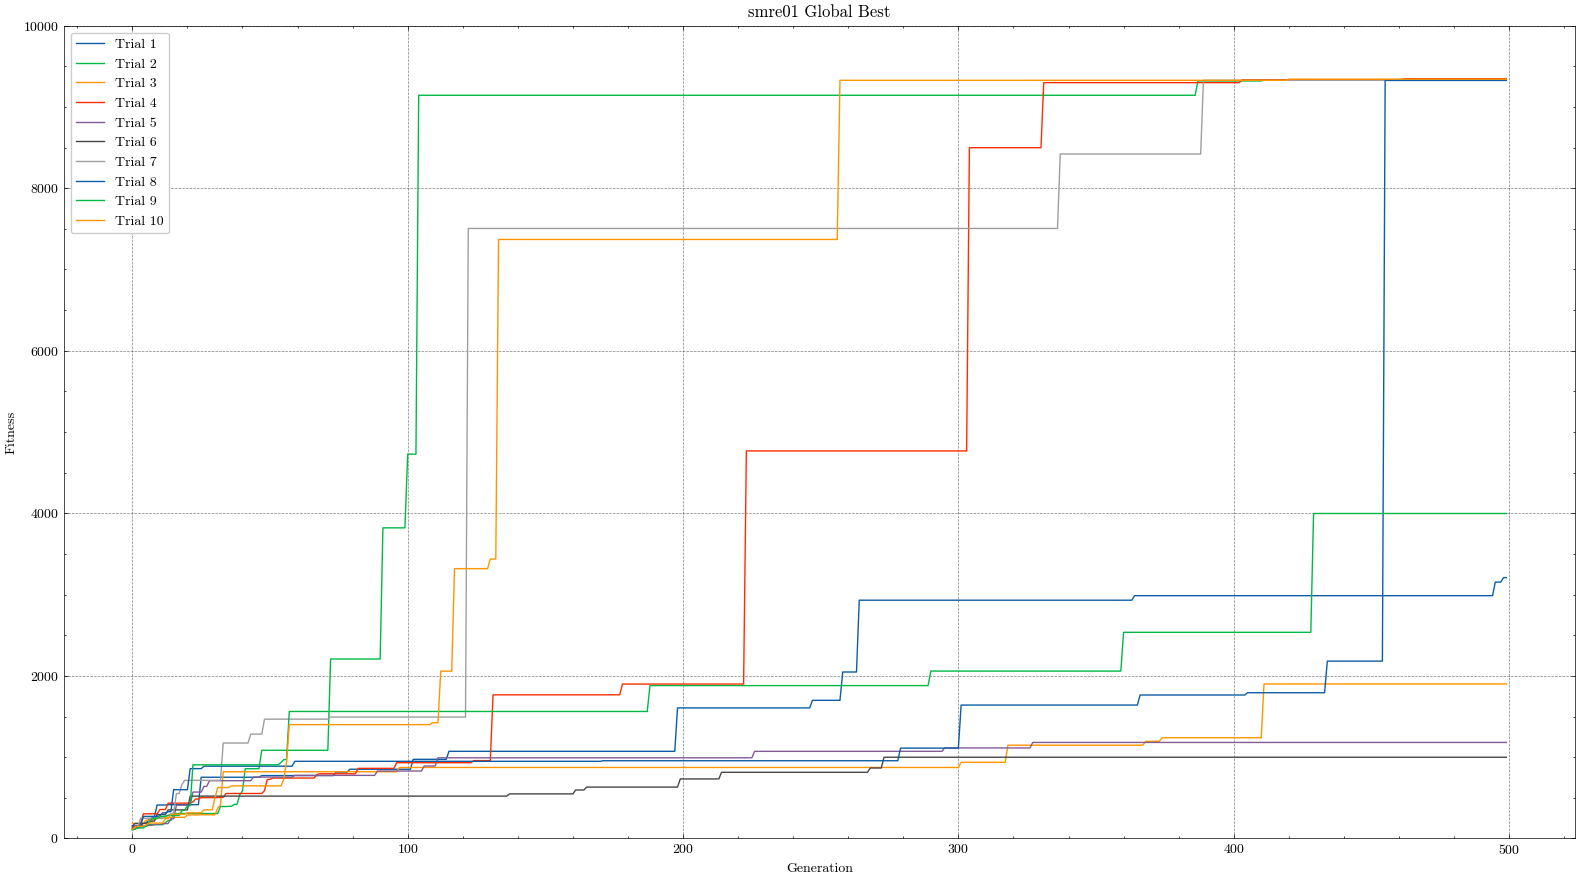 smre01 Global Best
10000
8000
6000
4000
2000
0
Fitness
Trial 1
Trial 2
Trial 3
Trial 4
Trial 5
Trial 6
Trial 7
Trial 8
Trial 9
Trial 10
0
100
200
300
400
500
Generation